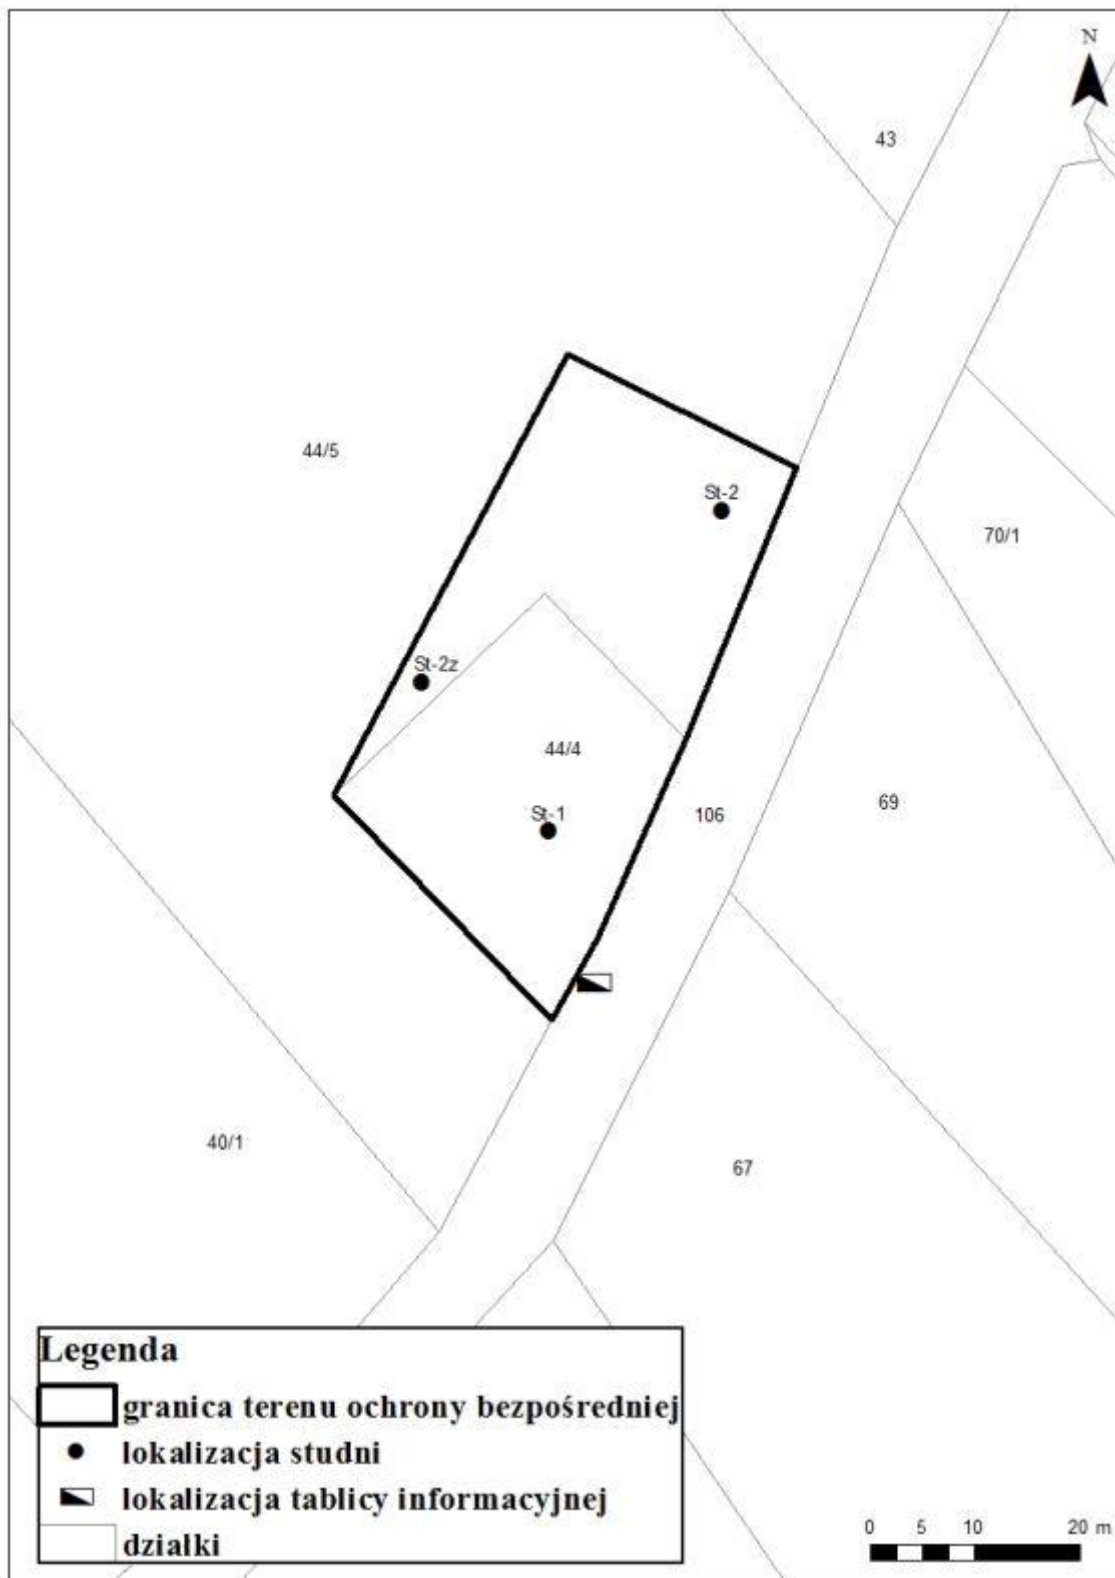 N
43
44/5
St-2
70/1
St-2z
44/4
69
St-1
106
40/1
67
Legenda
granica terenu ochrony bezpośredniej
lokalizacja studni
lokalizacja tablicy informacyjnej
działki
0 5 10 20 m